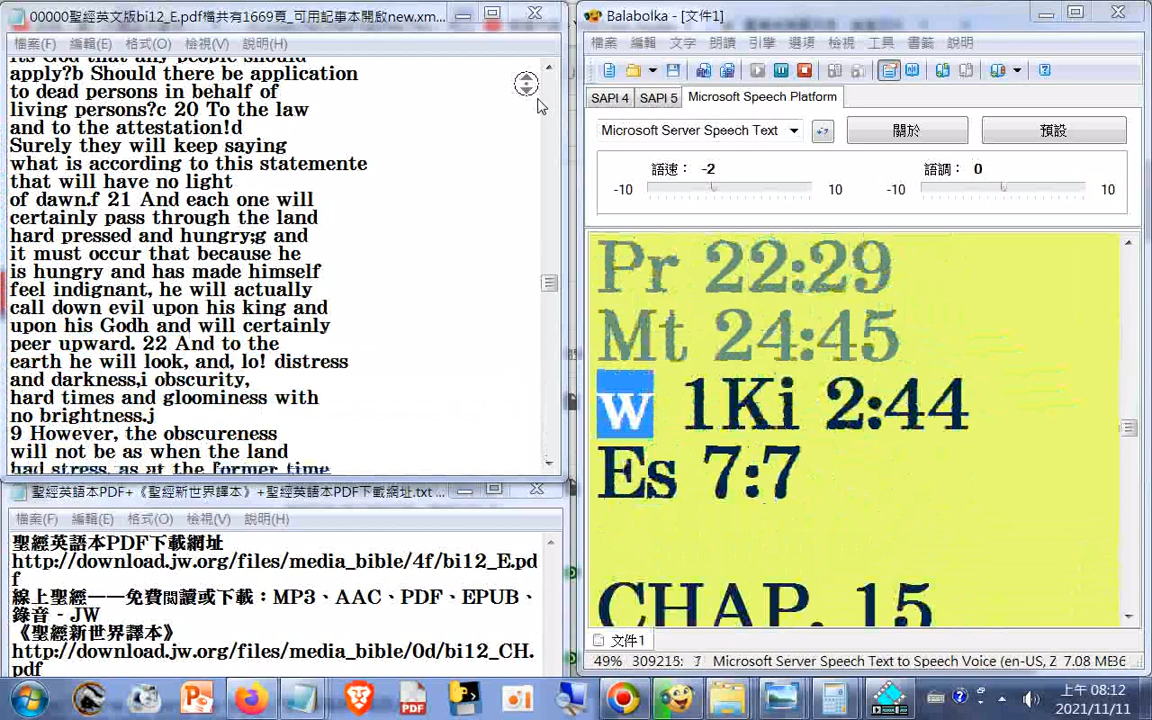 00000聖經英文版bi12_E.pdf檔共有1669頁_可用記事本開啟new.xm...
檔案(F) 編輯(E) 格式(O) 檢視(V) 說明(H)
its God that any people should
apply?b Should there be application
to dead persons in behalf of
living persons?c 20 To the law
and to the attestation!d
Surely they will keep saying
what is according to this statemente
that will have no light
of dawn.f 21 And each one will
certainly pass through the land
hard pressed and hungry;g and
it must occur that because he
is hungry and has made himself
feel indignant, he will actually
call down evil upon his king and
upon his Godh and will certainly
peer upward. 22 And to the
earth he will look, and, lo! distress
and darkness,i obscurity,
hard times and gloominess with
no brightness.j
9 However, the obscureness
will not be as when the land
had stress, as at the former time
聖經英語本PDF+《聖經新世界譯本》+聖經英語本PDF下載網址.txt ...
檔案(F) 編輯(E) 格式(O) 檢視(V) 說明(H)
聖經英語本PDF下載網址
http://download.jw.org/files/media_bible/4f/bi12_E.pd
f
線上聖經——免費閱讀或下載：MP3、AAC、PDF、EPUB、
錄音 - JW
《聖經新世界譯本》
http://download.jw.org/files/media_bible/0d/bi12_CH.
pdf
Balabolka - [文件1]
檔案 編輯 文字 朗讀 引擎 選項 檢視 工具 書籤 說明
SAPI 4 SAPI 5 Microsoft Speech Platform
Microsoft Server Speech Text 關於 預設
語速： -2 語調： 0
-10 10 -10 10
Pr 22:29
Mt 24:45
w 1Ki 2:44
Es 7:7
CHAP. 15
文件1
49% 309215: 7 Microsoft Server Speech Text to Speech Voice (en-US, Z 7.08 MB
上午 08:12
2021/11/11